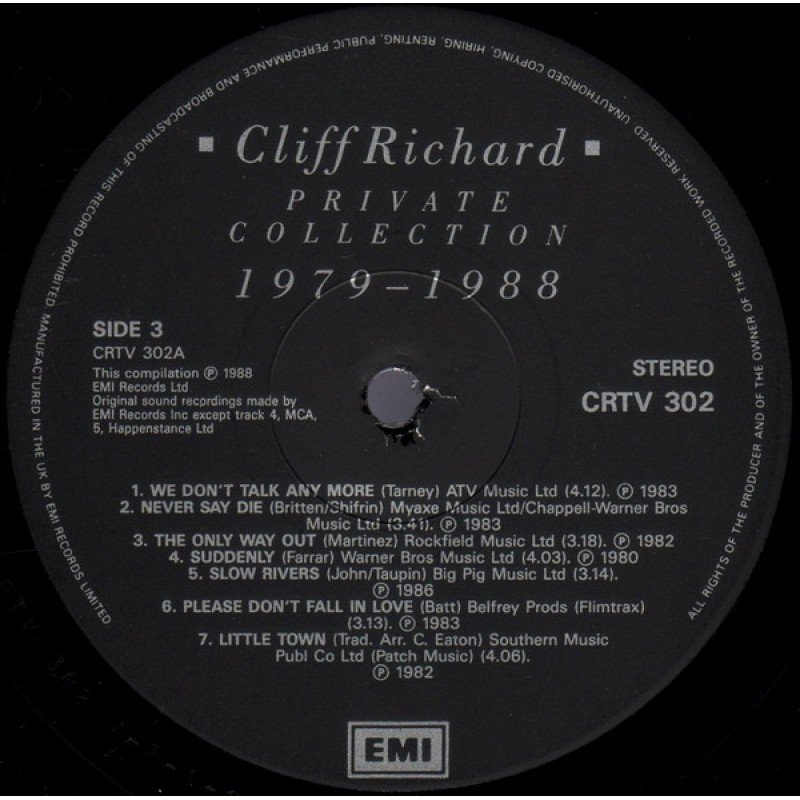 UNAUTHORISED COPYING, HIRING, RENTING, PUBLIC PERFORMANCE AND BROADCASTING OF THIS RECORD PROHIBITED MANUFACTURED IN THE UK BY EMI RECORDS LIMITED.
ALL RIGHTS OF THE PRODUCER AND OF THE OWNER OF THE RECORDED WORK RESERVED
▪ Cliff Richard ▪
PRIVATE
COLLECTION
1979–1988
SIDE 3
CRTV 302A
This compilation ℗ 1988
EMI Records Ltd
Original sound recordings made by
EMI Records Inc except track 4, MCA,
5, Happenstance Ltd
STEREO
CRTV 302
1. WE DON'T TALK ANY MORE (Tarney) ATV Music Ltd (4.12). ℗ 1983
2. NEVER SAY DIE (Britten/Shifrin) Myaxe Music Ltd/Chappell-Warner Bros
Music Ltd (3.41). ℗ 1983
3. THE ONLY WAY OUT (Martinez) Rockfield Music Ltd (3.18). ℗ 1982
4. SUDDENLY (Farrar) Warner Bros Music Ltd (4.03). ℗ 1980
5. SLOW RIVERS (John/Taupin) Big Pig Music Ltd (3.14).
℗ 1986
6. PLEASE DON'T FALL IN LOVE (Batt) Belfrey Prods (Flimtrax)
(3.13). ℗ 1983
7. LITTLE TOWN (Trad. Arr. C. Eaton) Southern Music
Publ Co Ltd (Patch Music) (4.06).
℗ 1982
EMI